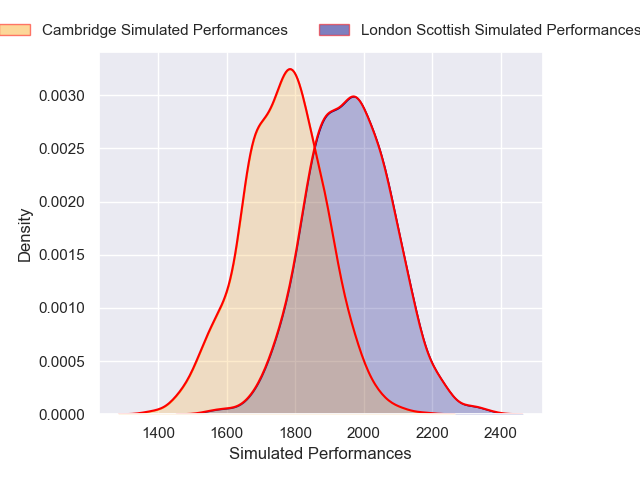 Cambridge Simulated Performances London Scottish Simulated Performances
0.0030
0.0025
0.0020
0.0015
0.0010
0.0005
0.0000
Density
1400 1600 1800 2000 2200 2400
Simulated Performances